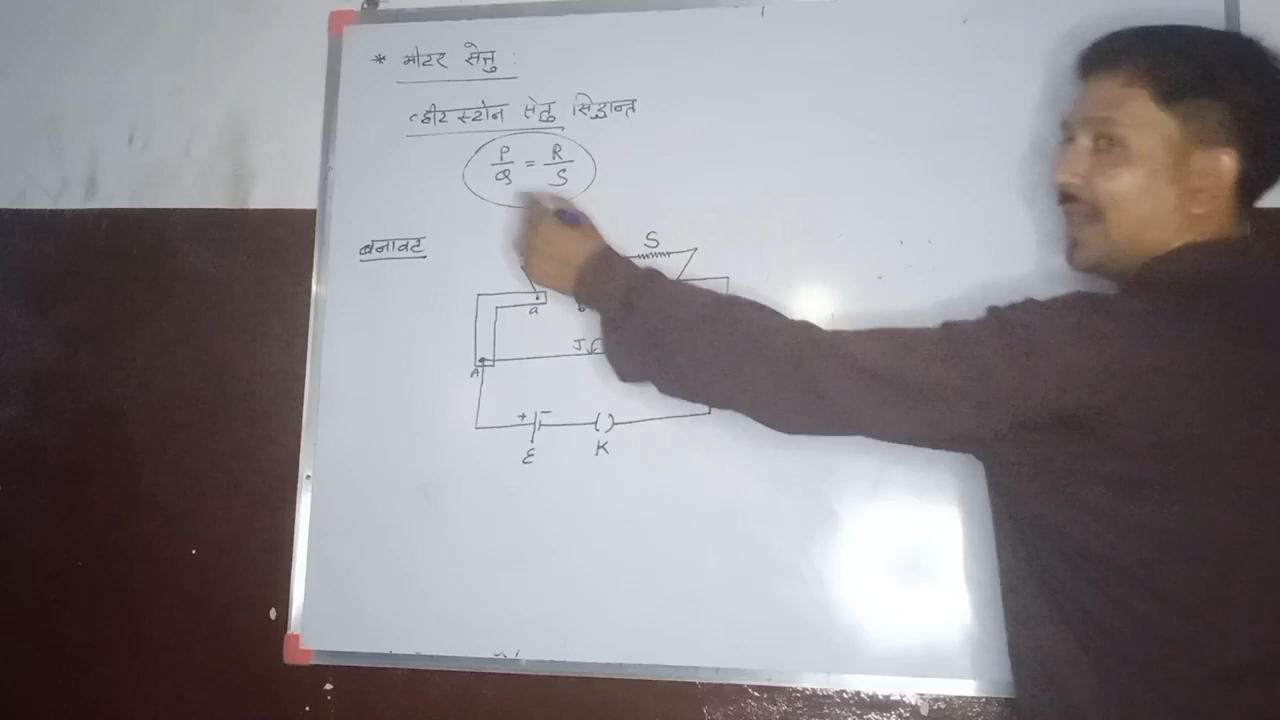 * मीटर सेतु :
व्हीटस्टोन सेतु सिद्धान्त
P/Q = R/S
बनावट
S
a b
J
A
+ -
E K